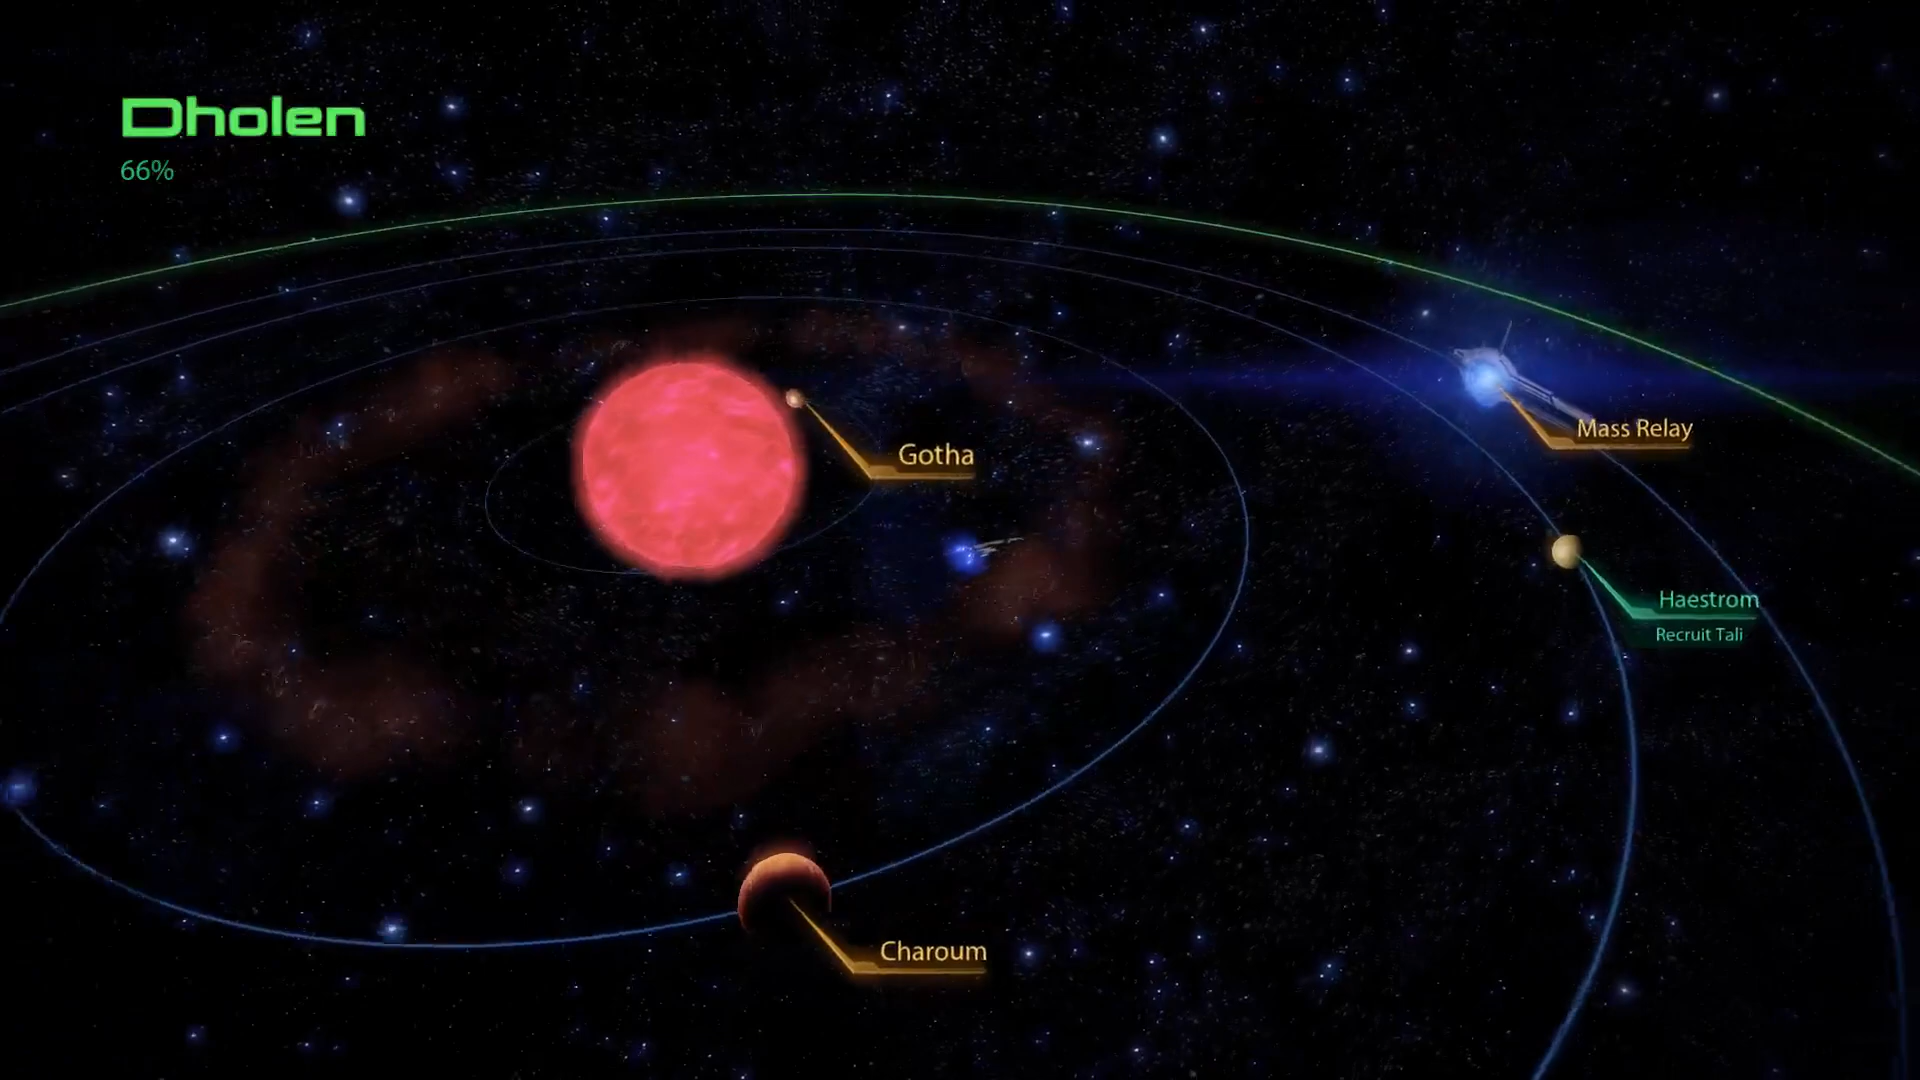 Dholen
66%
Mass Relay
Gotha
Haestrom
Recruit Tali
Charoum